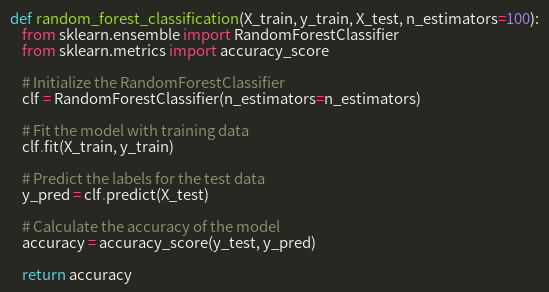 def random_forest_classification(X_train, y_train, X_test, n_estimators=100):
from sklearn.ensemble import RandomForestClassifier
from sklearn.metrics import accuracy_score
# Initialize the RandomForestClassifier
clf = RandomForestClassifier(n_estimators=n_estimators)
# Fit the model with training data
clf.fit(X_train, y_train)
# Predict the labels for the test data
y_pred = clf.predict(X_test)
# Calculate the accuracy of the model
accuracy = accuracy_score(y_test, y_pred)
return accuracy